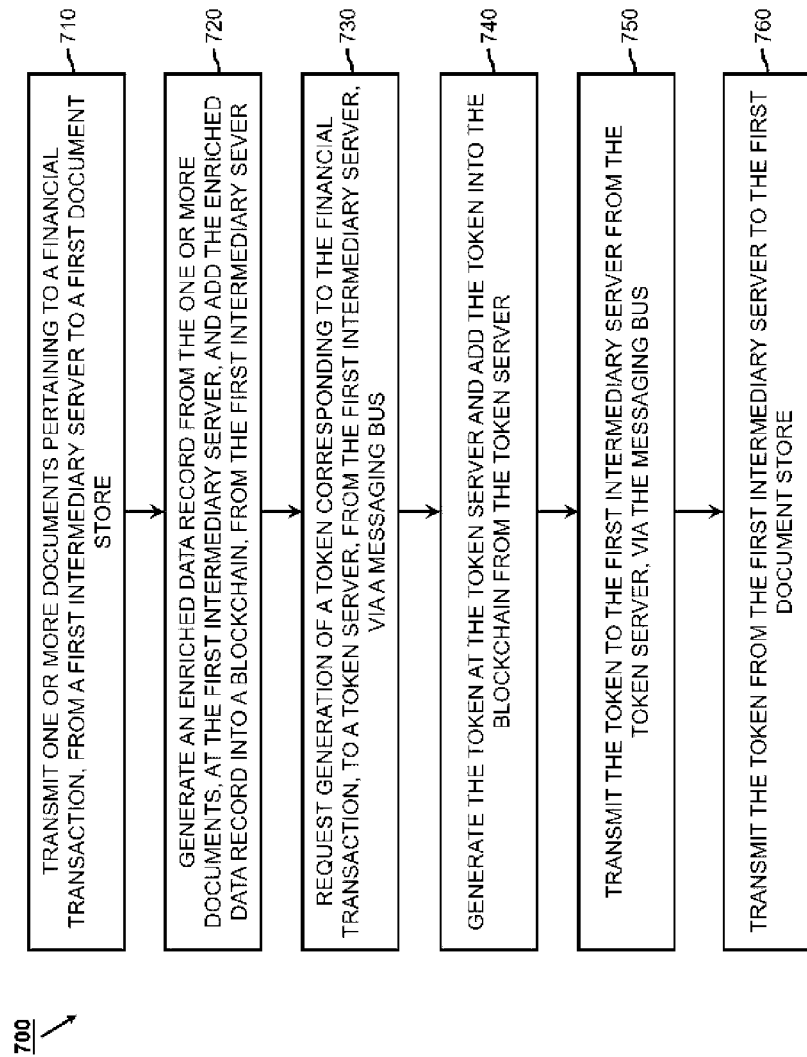 700
TRANSMIT ONE OR MORE DOCUMENTS PERTAINING TO A FINANCIAL
TRANSACTION, FROM A FIRST INTERMEDIARY SERVER TO A FIRST DOCUMENT
STORE
710
GENERATE AN ENRICHED DATA RECORD FROM THE ONE OR MORE
DOCUMENTS, AT THE FIRST INTERMEDIARY SERVER, AND ADD THE ENRICHED
DATA RECORD INTO A BLOCKCHAIN, FROM THE FIRST INTERMEDIARY SEVER
720
REQUEST GENERATION OF A TOKEN CORRESPONDING TO THE FINANCIAL
TRANSACTION, TO A TOKEN SERVER, FROM THE FIRST INTERMEDIARY SERVER,
VIA A MESSAGING BUS
730
GENERATE THE TOKEN AT THE TOKEN SERVER AND ADD THE TOKEN INTO THE
BLOCKCHAIN FROM THE TOKEN SERVER
740
TRANSMIT THE TOKEN TO THE FIRST INTERMEDIARY SERVER FROM THE
TOKEN SERVER, VIA THE MESSAGING BUS
750
TRANSMIT THE TOKEN FROM THE FIRST INTERMEDIARY SERVER TO THE FIRST
DOCUMENT STORE
760